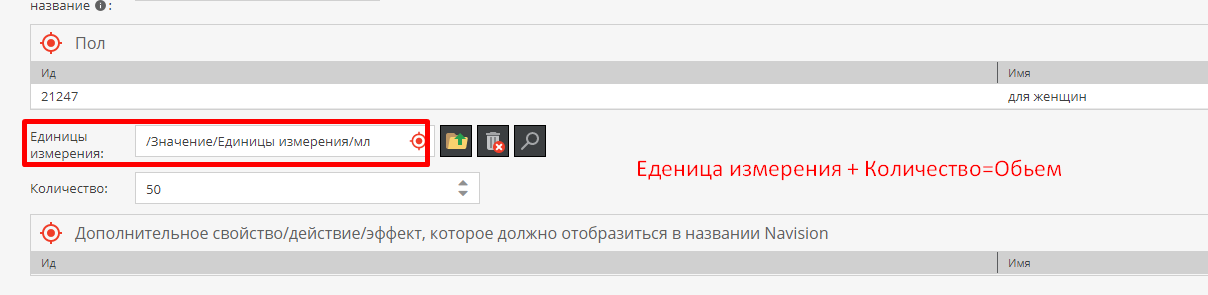 название :
Пол
Ид Имя
21247 для женщин
Единицы
измерения: /Значение/Единицы измерения/мл
Еденица измерения + Количество=Обьем
Количество: 50
Дополнительное свойство/действие/эффект, которое должно отобразиться в названии Navision
Ид Имя